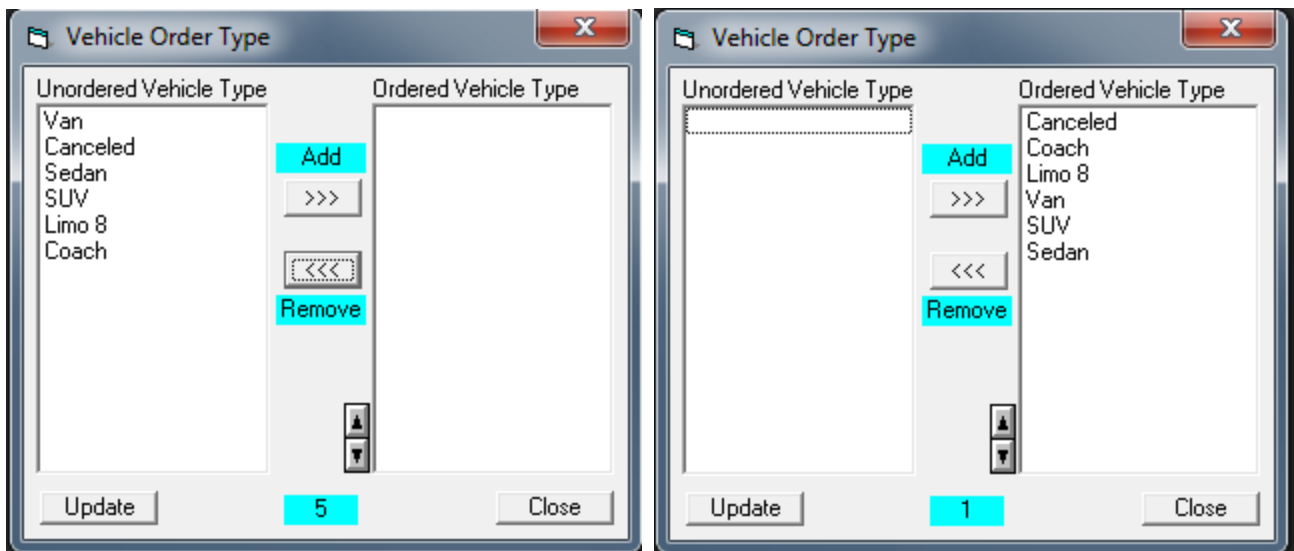 Vehicle Order Type
Unordered Vehicle Type
Ordered Vehicle Type
Van
Canceled
Sedan
SUV
Limo 8
Coach
Add
>>>
<<<
Remove
Update
5
Close
Vehicle Order Type
Unordered Vehicle Type
Ordered Vehicle Type
Add
>>>
<<<
Remove
Canceled
Coach
Limo 8
Van
SUV
Sedan
Update
1
Close